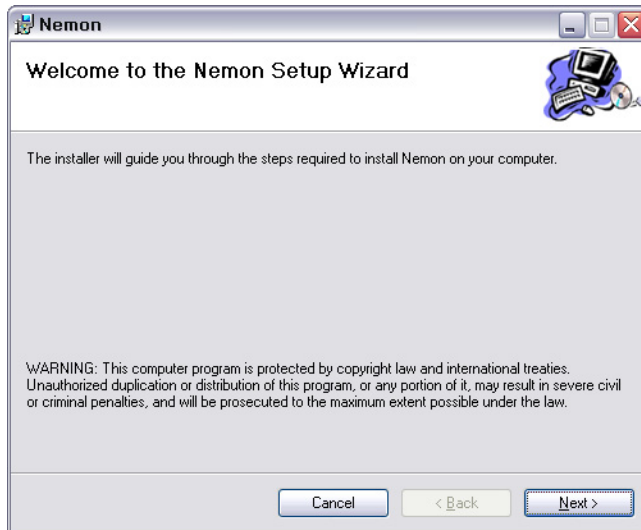 Nemon
Welcome to the Nemon Setup Wizard
The installer will guide you through the steps required to install Nemon on your computer.
WARNING: This computer program is protected by copyright law and international treaties.
Unauthorized duplication or distribution of this program, or any portion of it, may result in severe civil
or criminal penalties, and will be prosecuted to the maximum extent possible under the law.
Cancel
< Back
Next >